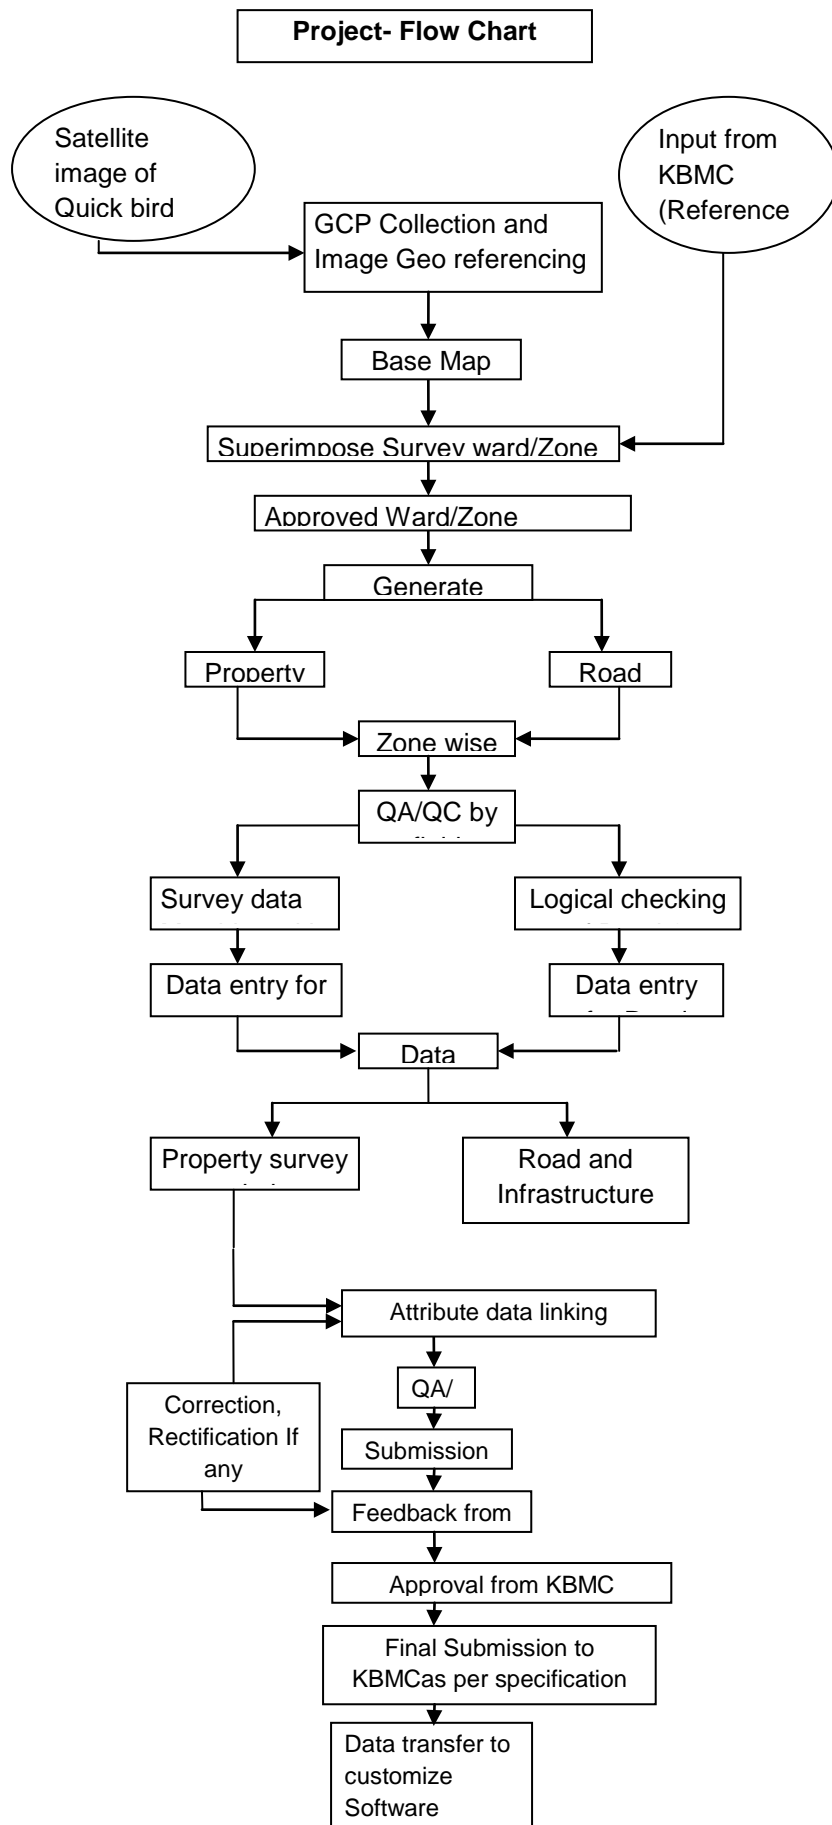 Project- Flow Chart
Satellite
image of
Quick bird
Input from
KBMC
(Reference
GCP Collection and
Image Geo referencing
Base Map
Superimpose Survey ward/Zone
Approved Ward/Zone
Generate
Property
Road
Zone wise
QA/QC by
Survey data
Logical checking
Data entry for
Data entry
Data
Property survey
Road and
Infrastructure
Attribute data linking
QA/
Correction,
Rectification If
any
Submission
Feedback from
Approval from KBMC
Final Submission to
KBMCas per specification
Data transfer to
customize
Software